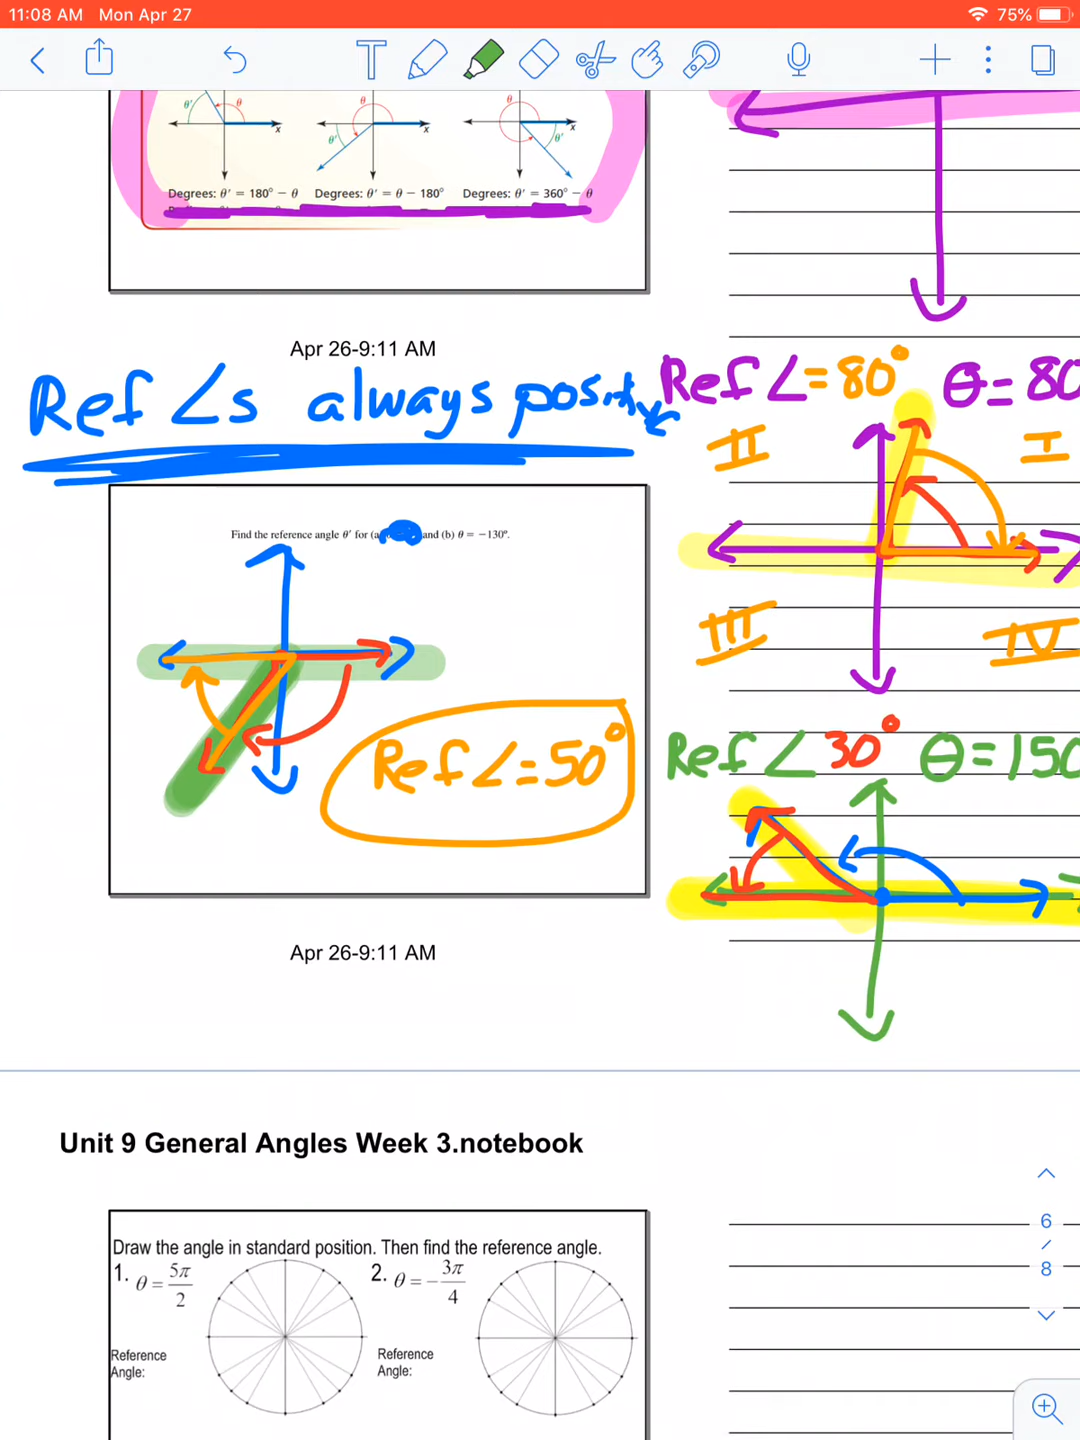 11:08 AM Mon Apr 27
75%
θ' θ x
θ θ' x
θ θ' x
Degrees: θ' = 180° − θ
Degrees: θ' = θ − 180°
Degrees: θ' = 360° − θ
Apr 26-9:11 AM
Ref ∠s always positive
Find the reference angle θ' for (a) and (b) θ = −130°.
Ref ∠=50°
Apr 26-9:11 AM
Ref ∠=80° θ=80
II
I
III
IV
Ref ∠ 30° θ=150
Unit 9 General Angles Week 3.notebook
Draw the angle in standard position. Then find the reference angle.
1. θ = 5π/2
2. θ = −3π/4
Reference
Angle:
Reference
Angle:
6
/
8